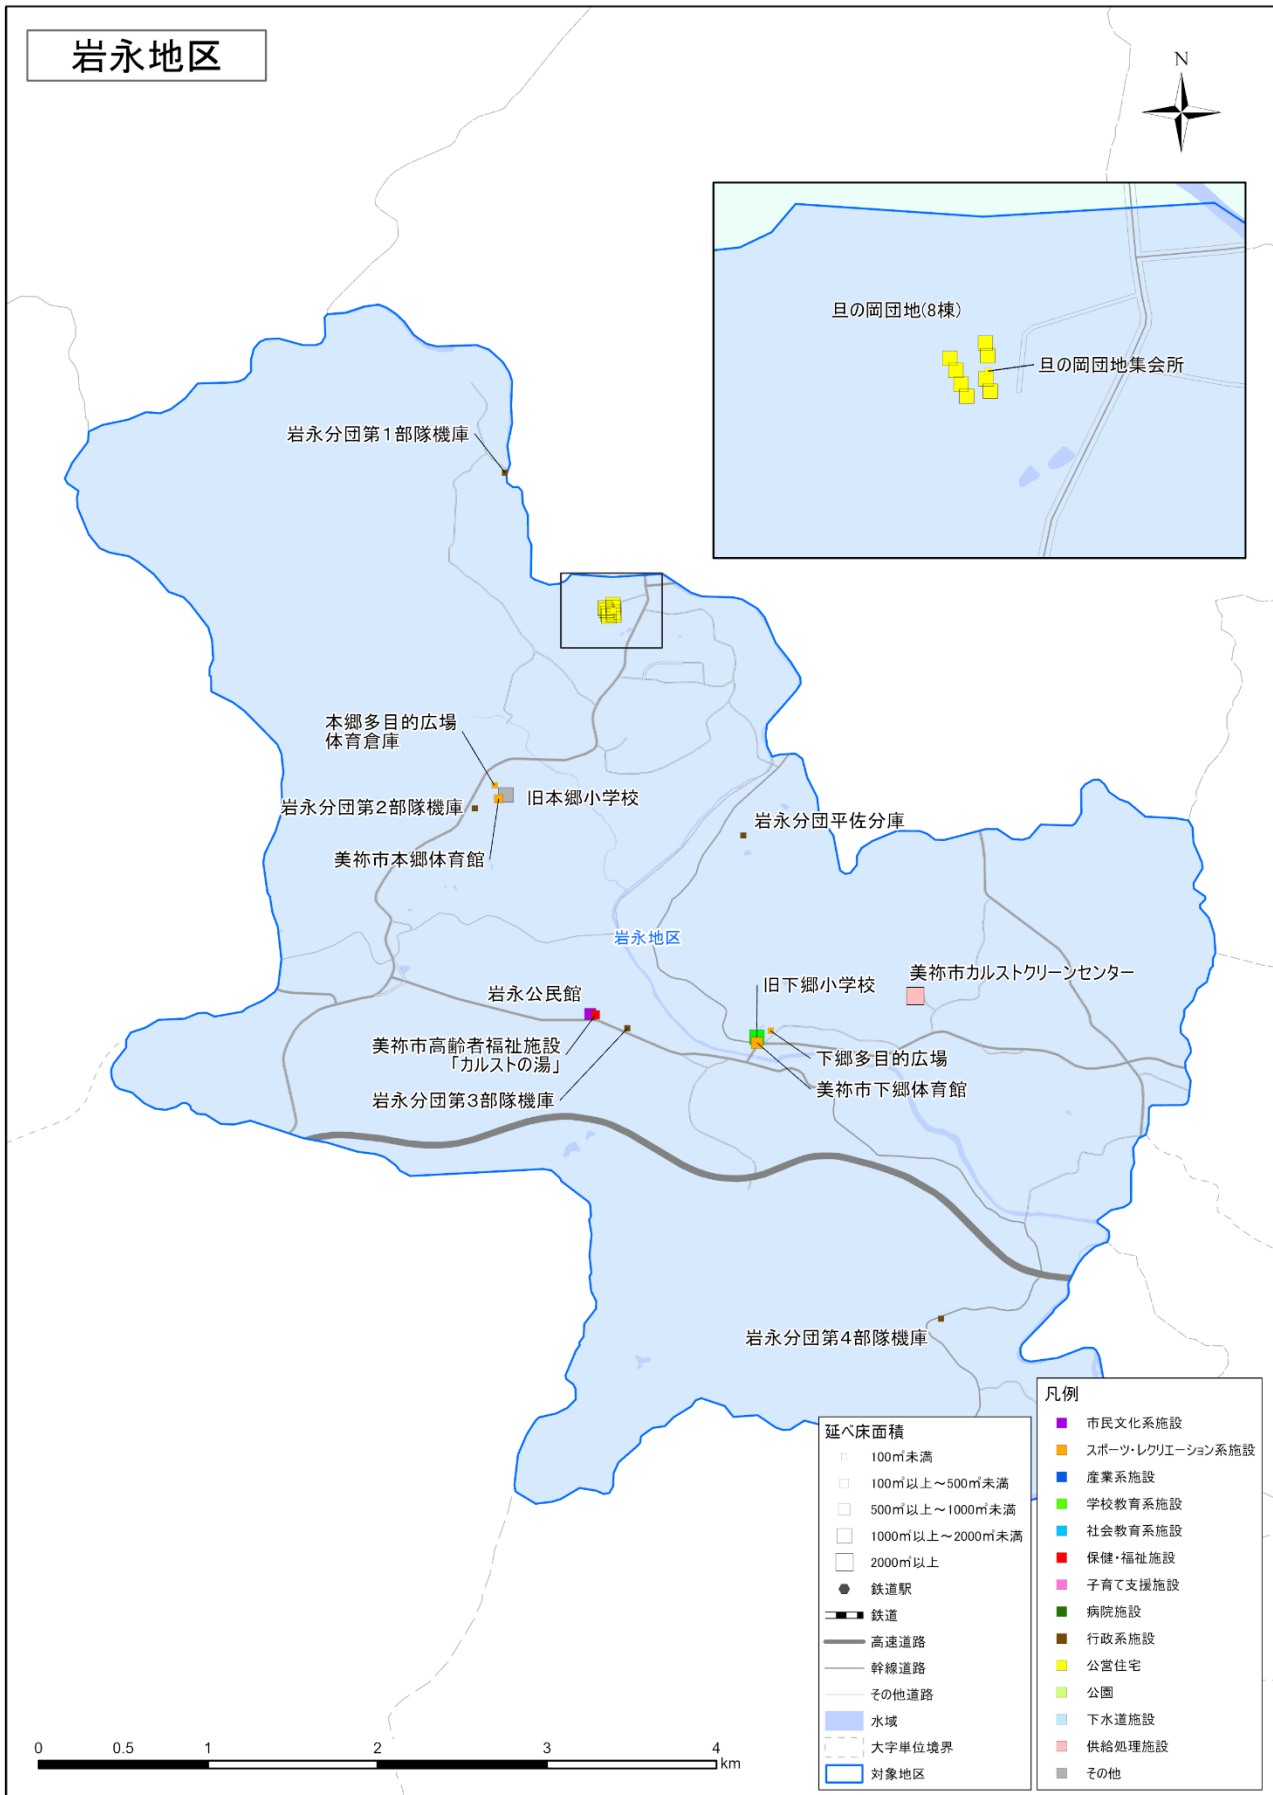 岩永地区
N
旦の岡団地(8棟)
旦の岡団地集会所
岩永分団第1部隊機庫
本郷多目的広場
体育倉庫
旧本郷小学校
岩永分団第2部隊機庫
美祢市本郷体育館
岩永分団平佐分庫
岩永地区
美祢市カルストクリーンセンター
旧下郷小学校
岩永公民館
美祢市高齢者福祉施設
「カルストの湯」
下郷多目的広場
美祢市下郷体育館
岩永分団第3部隊機庫
岩永分団第4部隊機庫
延べ床面積
100㎡未満
100㎡以上～500㎡未満
500㎡以上～1000㎡未満
1000㎡以上～2000㎡未満
2000㎡以上
鉄道駅
鉄道
高速道路
幹線道路
その他道路
水域
大字単位境界
対象地区
凡例
市民文化系施設
スポーツ・レクリエーション系施設
産業系施設
学校教育系施設
社会教育系施設
保健・福祉施設
子育て支援施設
病院施設
行政系施設
公営住宅
公園
下水道施設
供給処理施設
その他
0 0.5 1 2 3 4
km